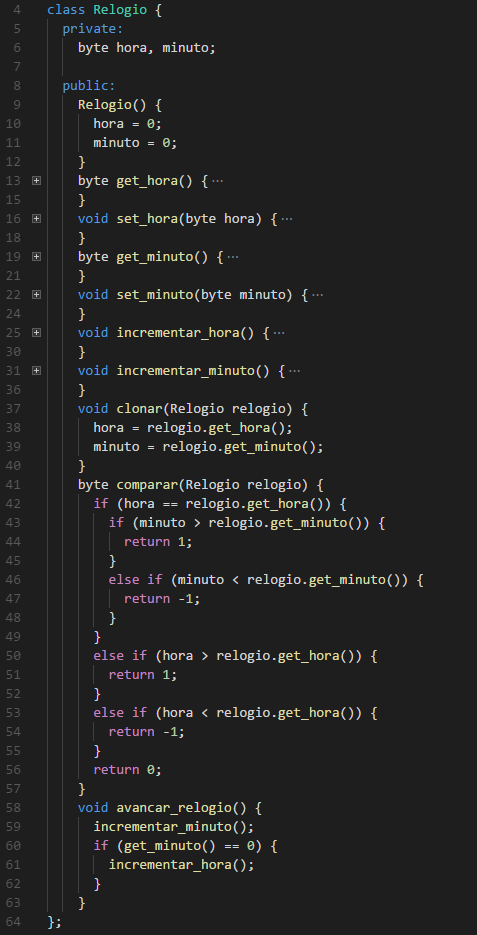 4 class Relogio {
5   private:
6     byte hora, minuto;
7
8   public:
9     Relogio() {
10       hora = 0;
11       minuto = 0;
12     }
13     byte get_hora() {···
15     }
16     void set_hora(byte hora) {···
18     }
19     byte get_minuto() {···
21     }
22     void set_minuto(byte minuto) {···
24     }
25     void incrementar_hora() {···
30     }
31     void incrementar_minuto() {···
36     }
37     void clonar(Relogio relogio) {
38       hora = relogio.get_hora();
39       minuto = relogio.get_minuto();
40     }
41     byte comparar(Relogio relogio) {
42       if (hora == relogio.get_hora()) {
43         if (minuto > relogio.get_minuto()) {
44           return 1;
45         }
46         else if (minuto < relogio.get_minuto()) {
47           return -1;
48         }
49       }
50       else if (hora > relogio.get_hora()) {
51         return 1;
52       }
53       else if (hora < relogio.get_hora()) {
54         return -1;
55       }
56       return 0;
57     }
58     void avancar_relogio() {
59       incrementar_minuto();
60       if (get_minuto() == 0) {
61         incrementar_hora();
62       }
63     }
64 };